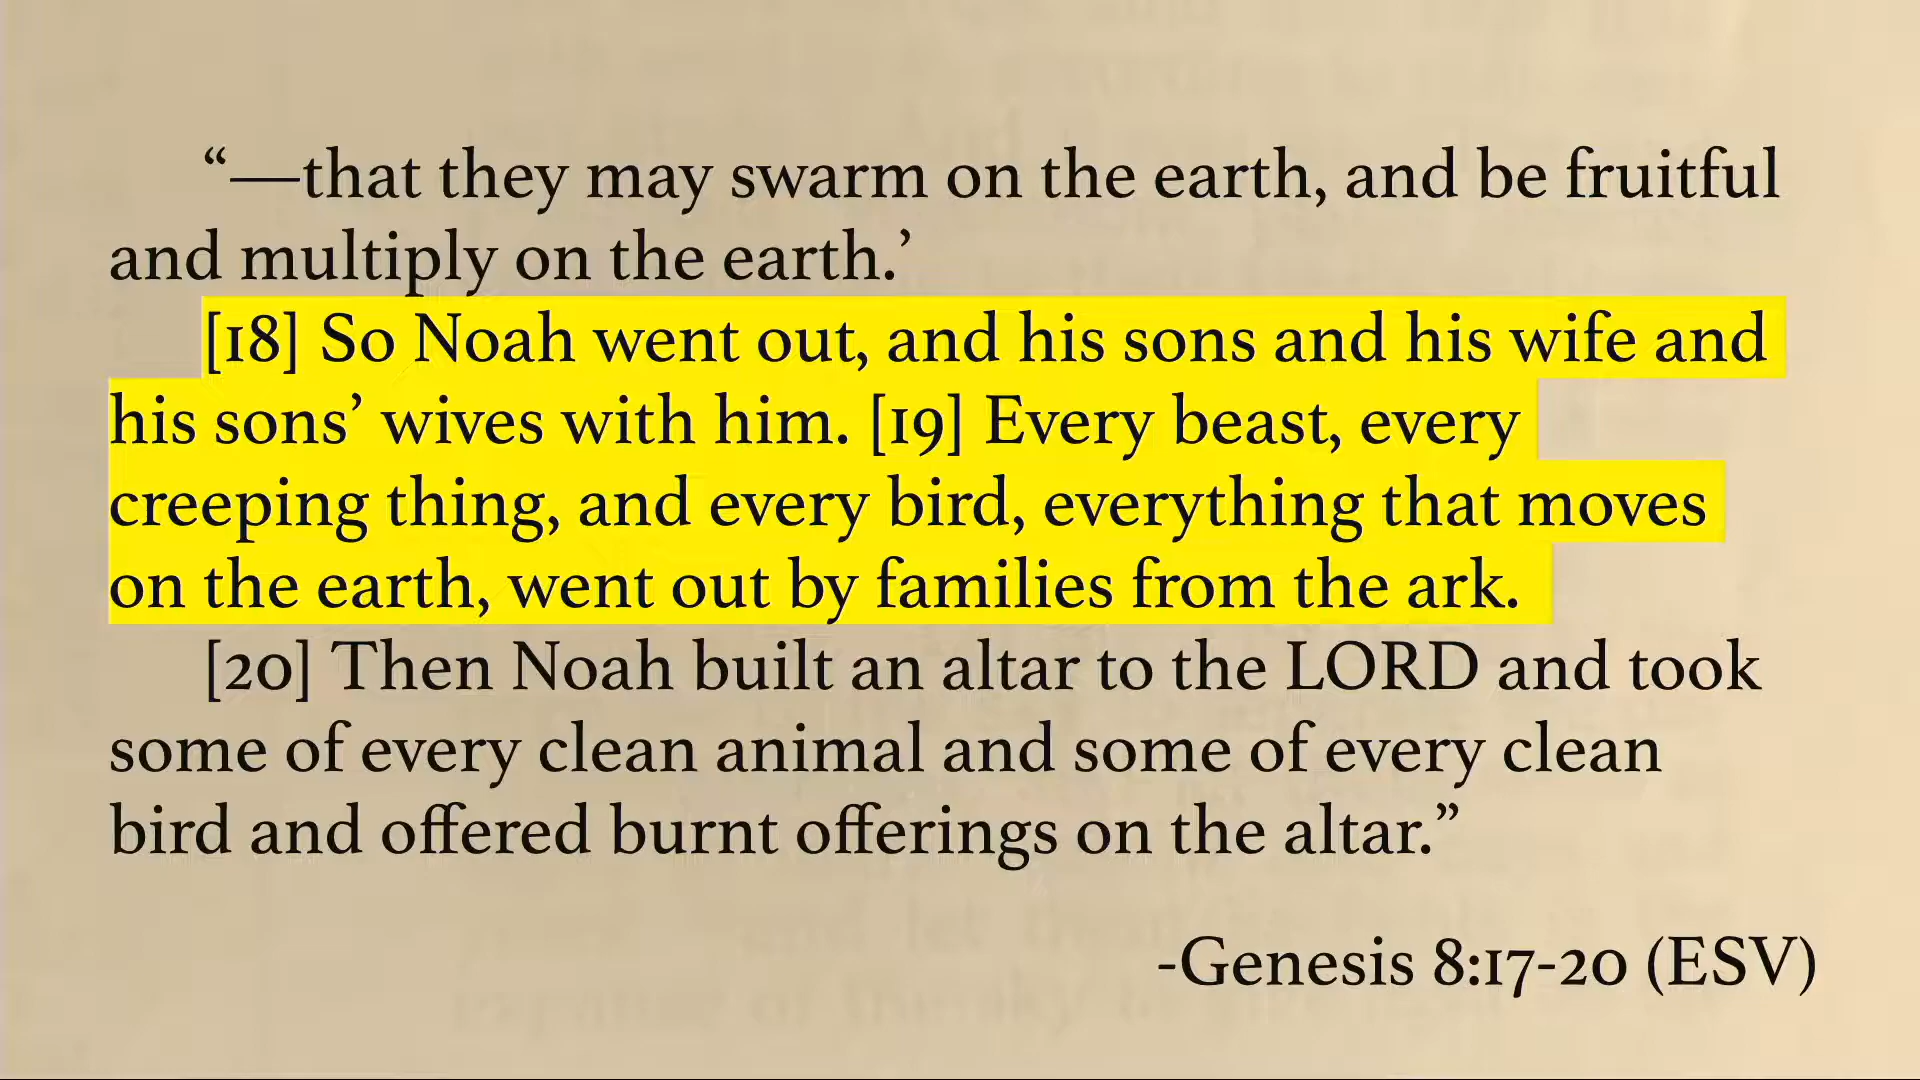 “—that they may swarm on the earth, and be fruitful
and multiply on the earth.’
[18] So Noah went out, and his sons and his wife and
his sons’ wives with him. [19] Every beast, every
creeping thing, and every bird, everything that moves
on the earth, went out by families from the ark.
[20] Then Noah built an altar to the LORD and took
some of every clean animal and some of every clean
bird and offered burnt offerings on the altar.”
-Genesis 8:17-20 (ESV)